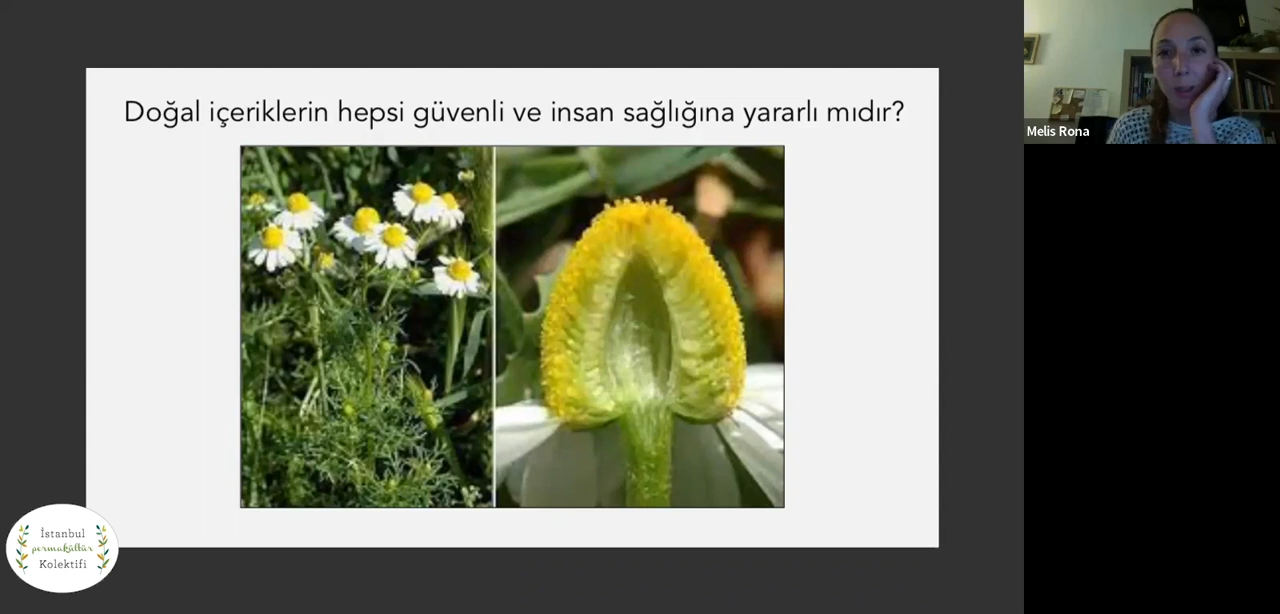 Doğal içeriklerin hepsi güvenli ve insan sağlığına yararlı mıdır?
Melis Rona
İstanbul
permakültür
Kolektifi